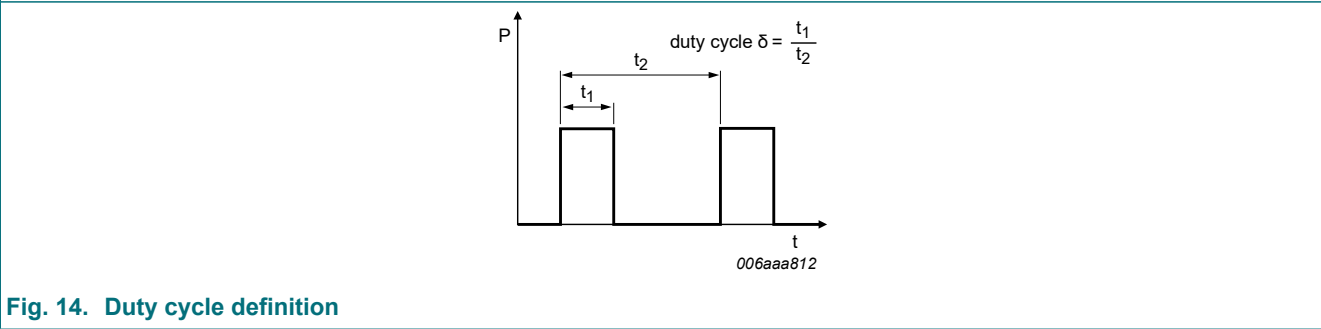 P
duty cycle δ = t1
t2
t2
t1
t
006aaa812
Fig. 14. Duty cycle definition